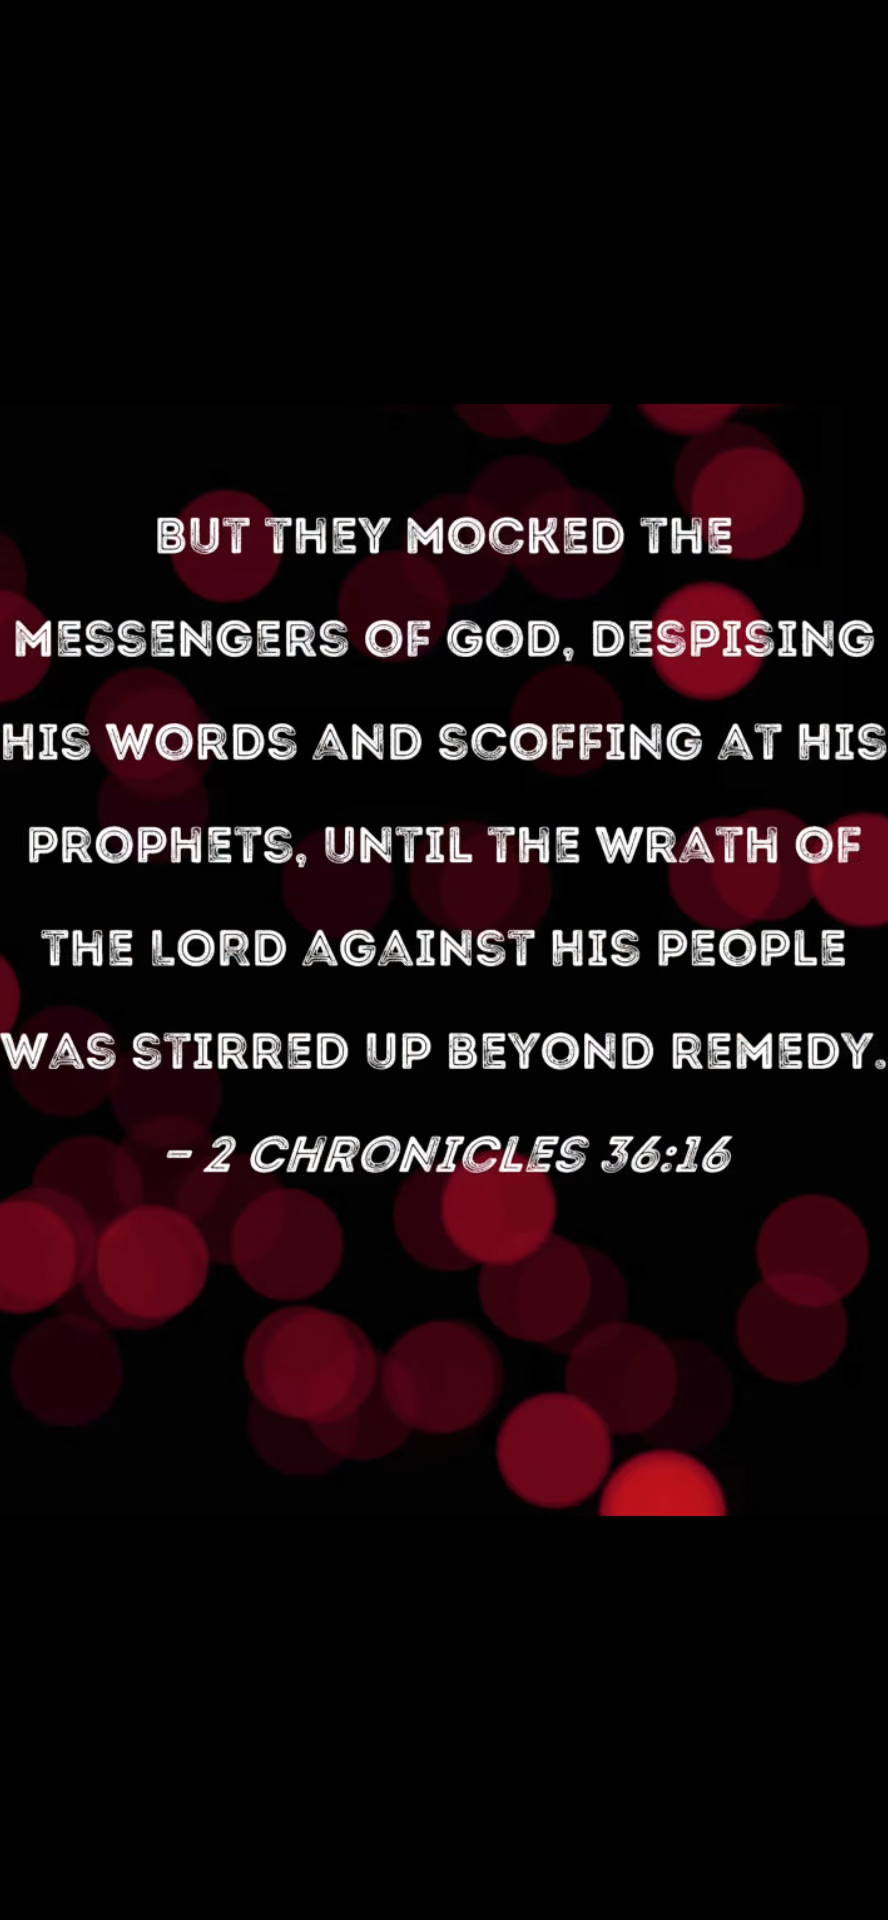 BUT THEY MOCKED THE
MESSENGERS OF GOD, DESPISING
HIS WORDS AND SCOFFING AT HIS
PROPHETS, UNTIL THE WRATH OF
THE LORD AGAINST HIS PEOPLE
WAS STIRRED UP BEYOND REMEDY.
– 2 CHRONICLES 36:16